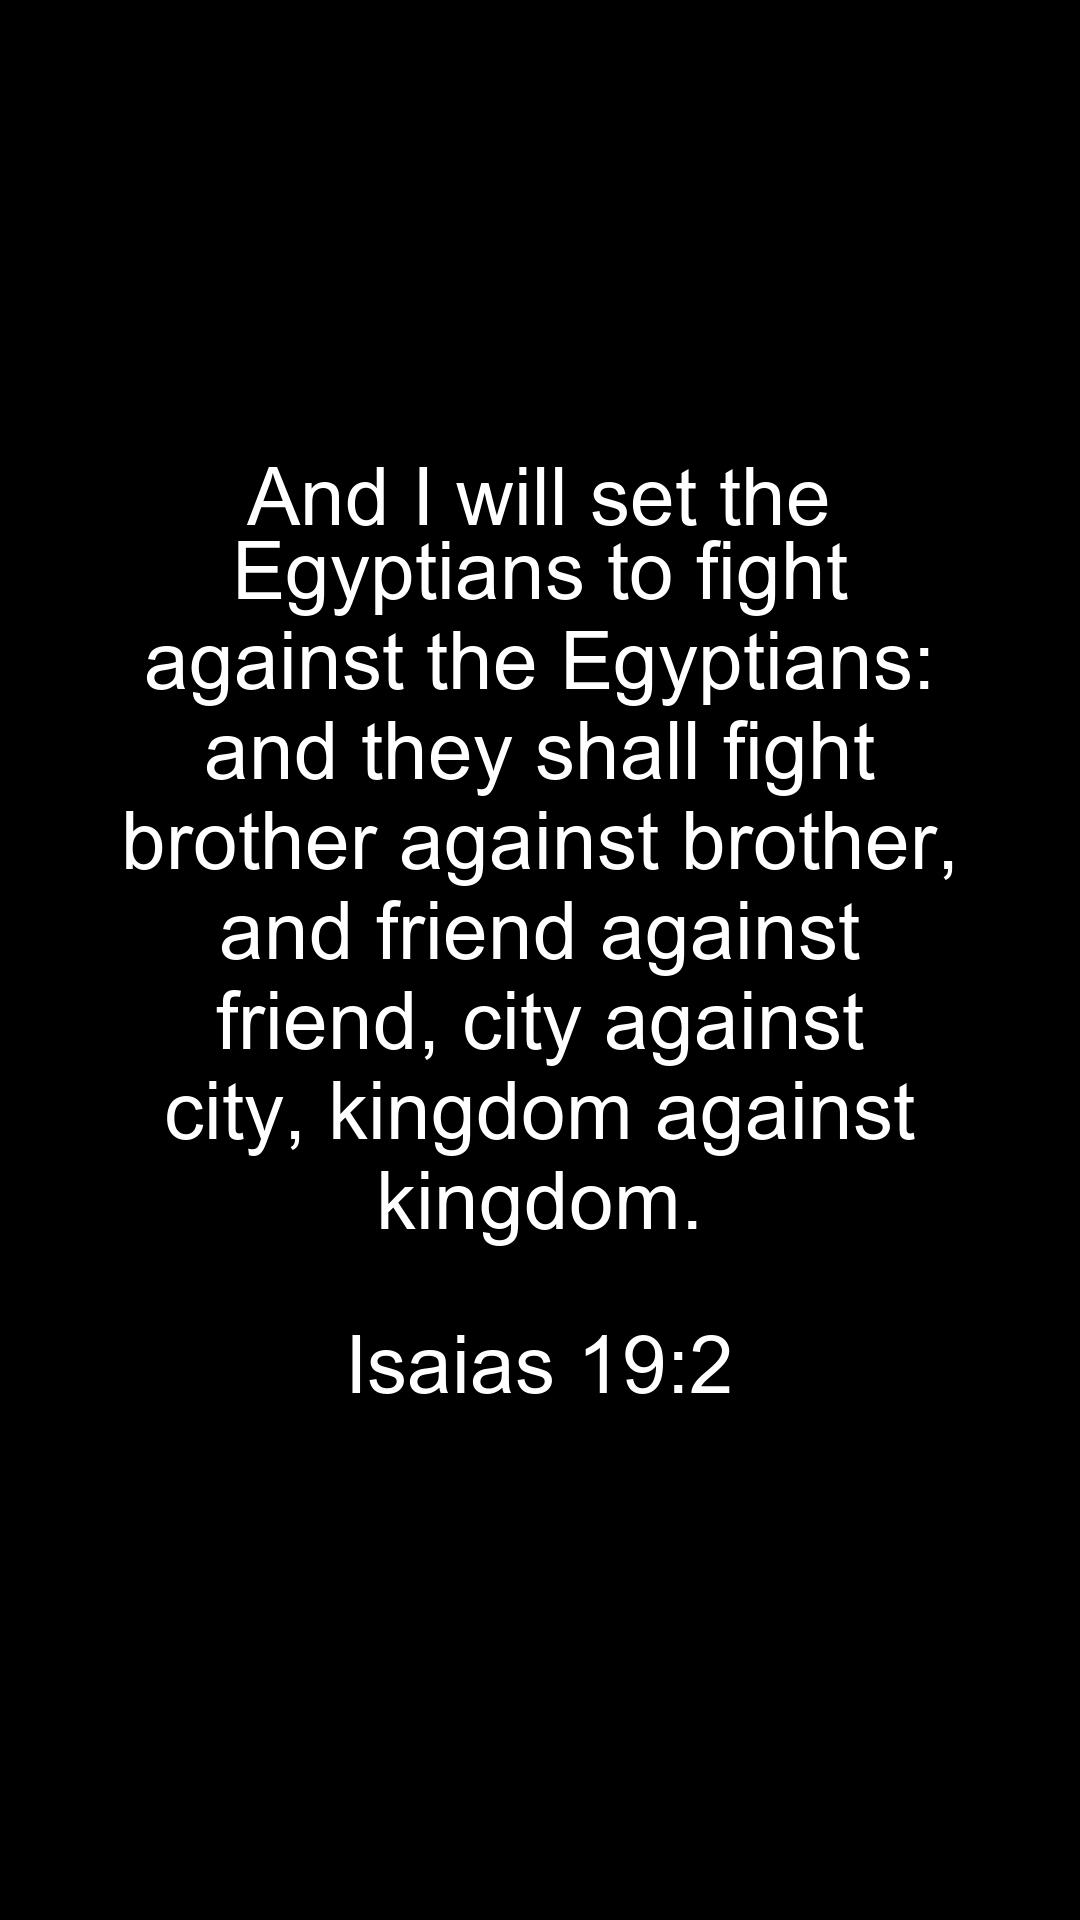 And I will set the
Egyptians to fight
against the Egyptians:
and they shall fight
brother against brother,
and friend against
friend, city against
city, kingdom against
kingdom.
Isaias 19:2